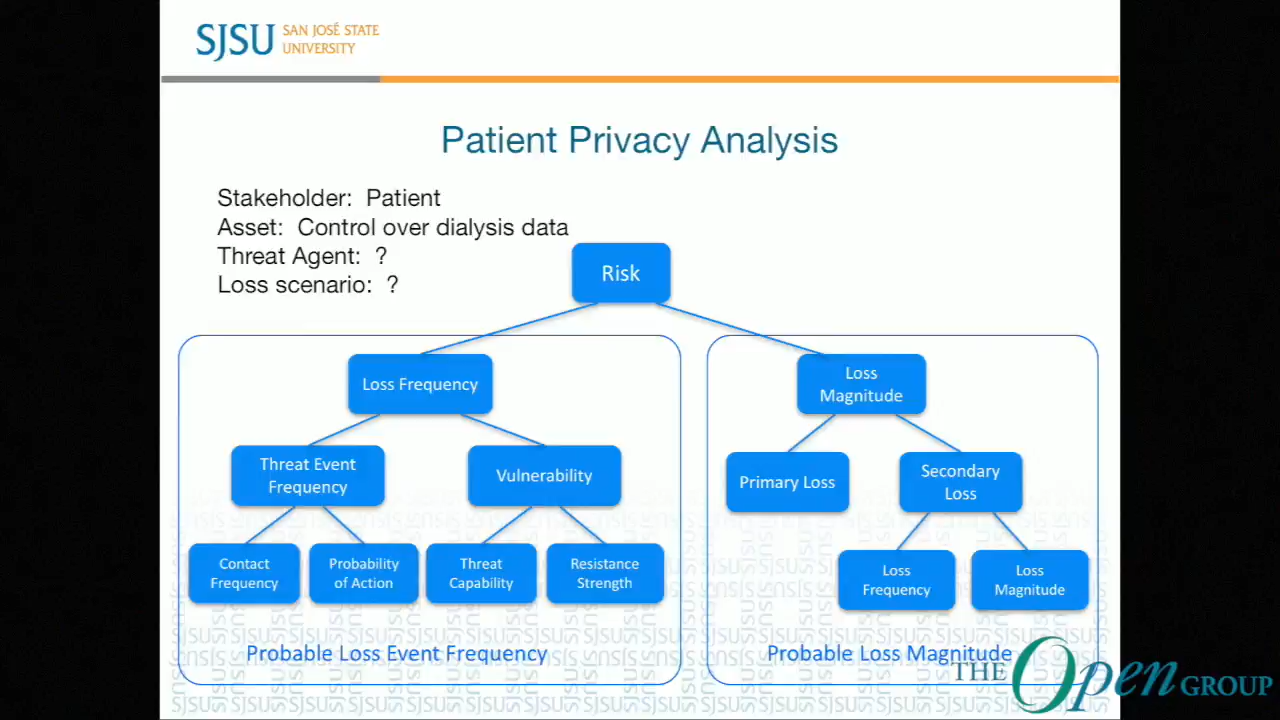 SJSU SAN JOSÉ STATE
UNIVERSITY
Patient Privacy Analysis
Stakeholder: Patient
Asset: Control over dialysis data
Threat Agent: ?
Loss scenario: ?
Risk
Loss Frequency
Loss
Magnitude
Threat Event
Frequency
Vulnerability
Primary Loss
Secondary
Loss
Contact
Frequency
Probability
of Action
Threat
Capability
Resistance
Strength
Loss
Frequency
Loss
Magnitude
Probable Loss Event Frequency
Probable Loss Magnitude
THE Open GROUP